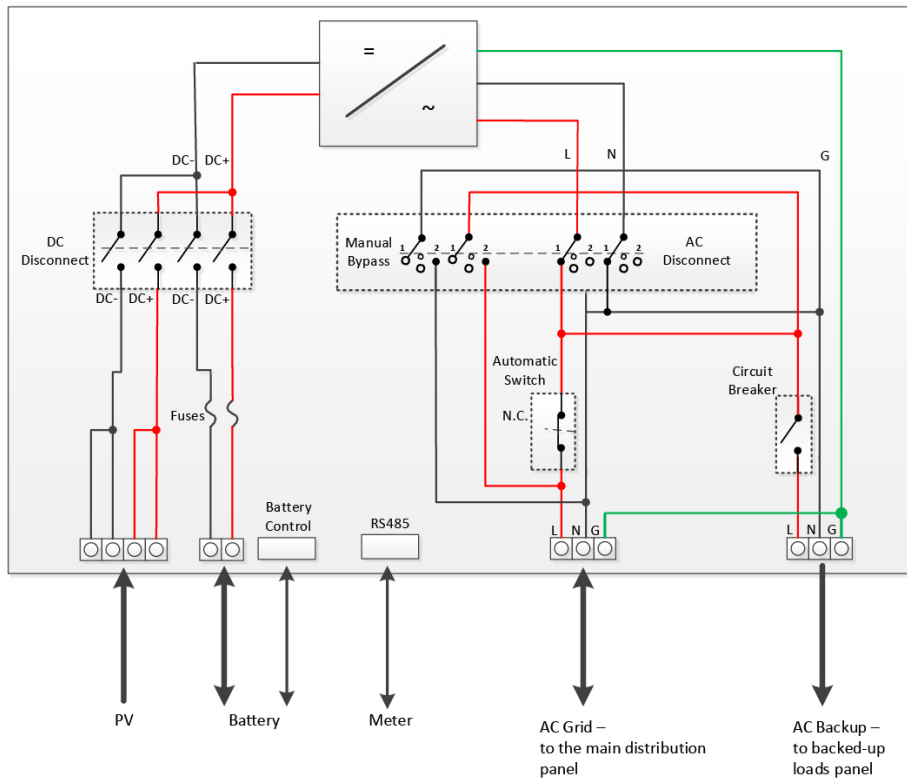 =
~
DC- DC+
L N G
DC
Disconnect
Manual
Bypass
1 2 1 2 1 2 1 2
AC
Disconnect
DC- DC+ DC- DC+
Automatic
Switch
N.C.
Circuit
Breaker
Fuses
Battery
Control
RS485
L N G
L N G
PV
Battery
Meter
AC Grid –
to the main distribution
panel
AC Backup –
to backed-up
loads panel